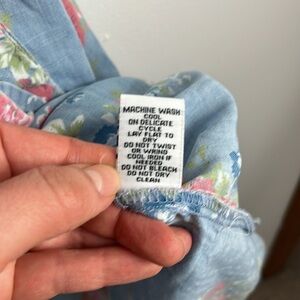 MACHINE WASH
COOL
ON DELICATE
CYCLE
LAY FLAT TO
DRY
DO NOT TWIST
OR WRING
COOL IRON IF
NEEDED
DO NOT BLEACH
DO NOT DRY
CLEAN